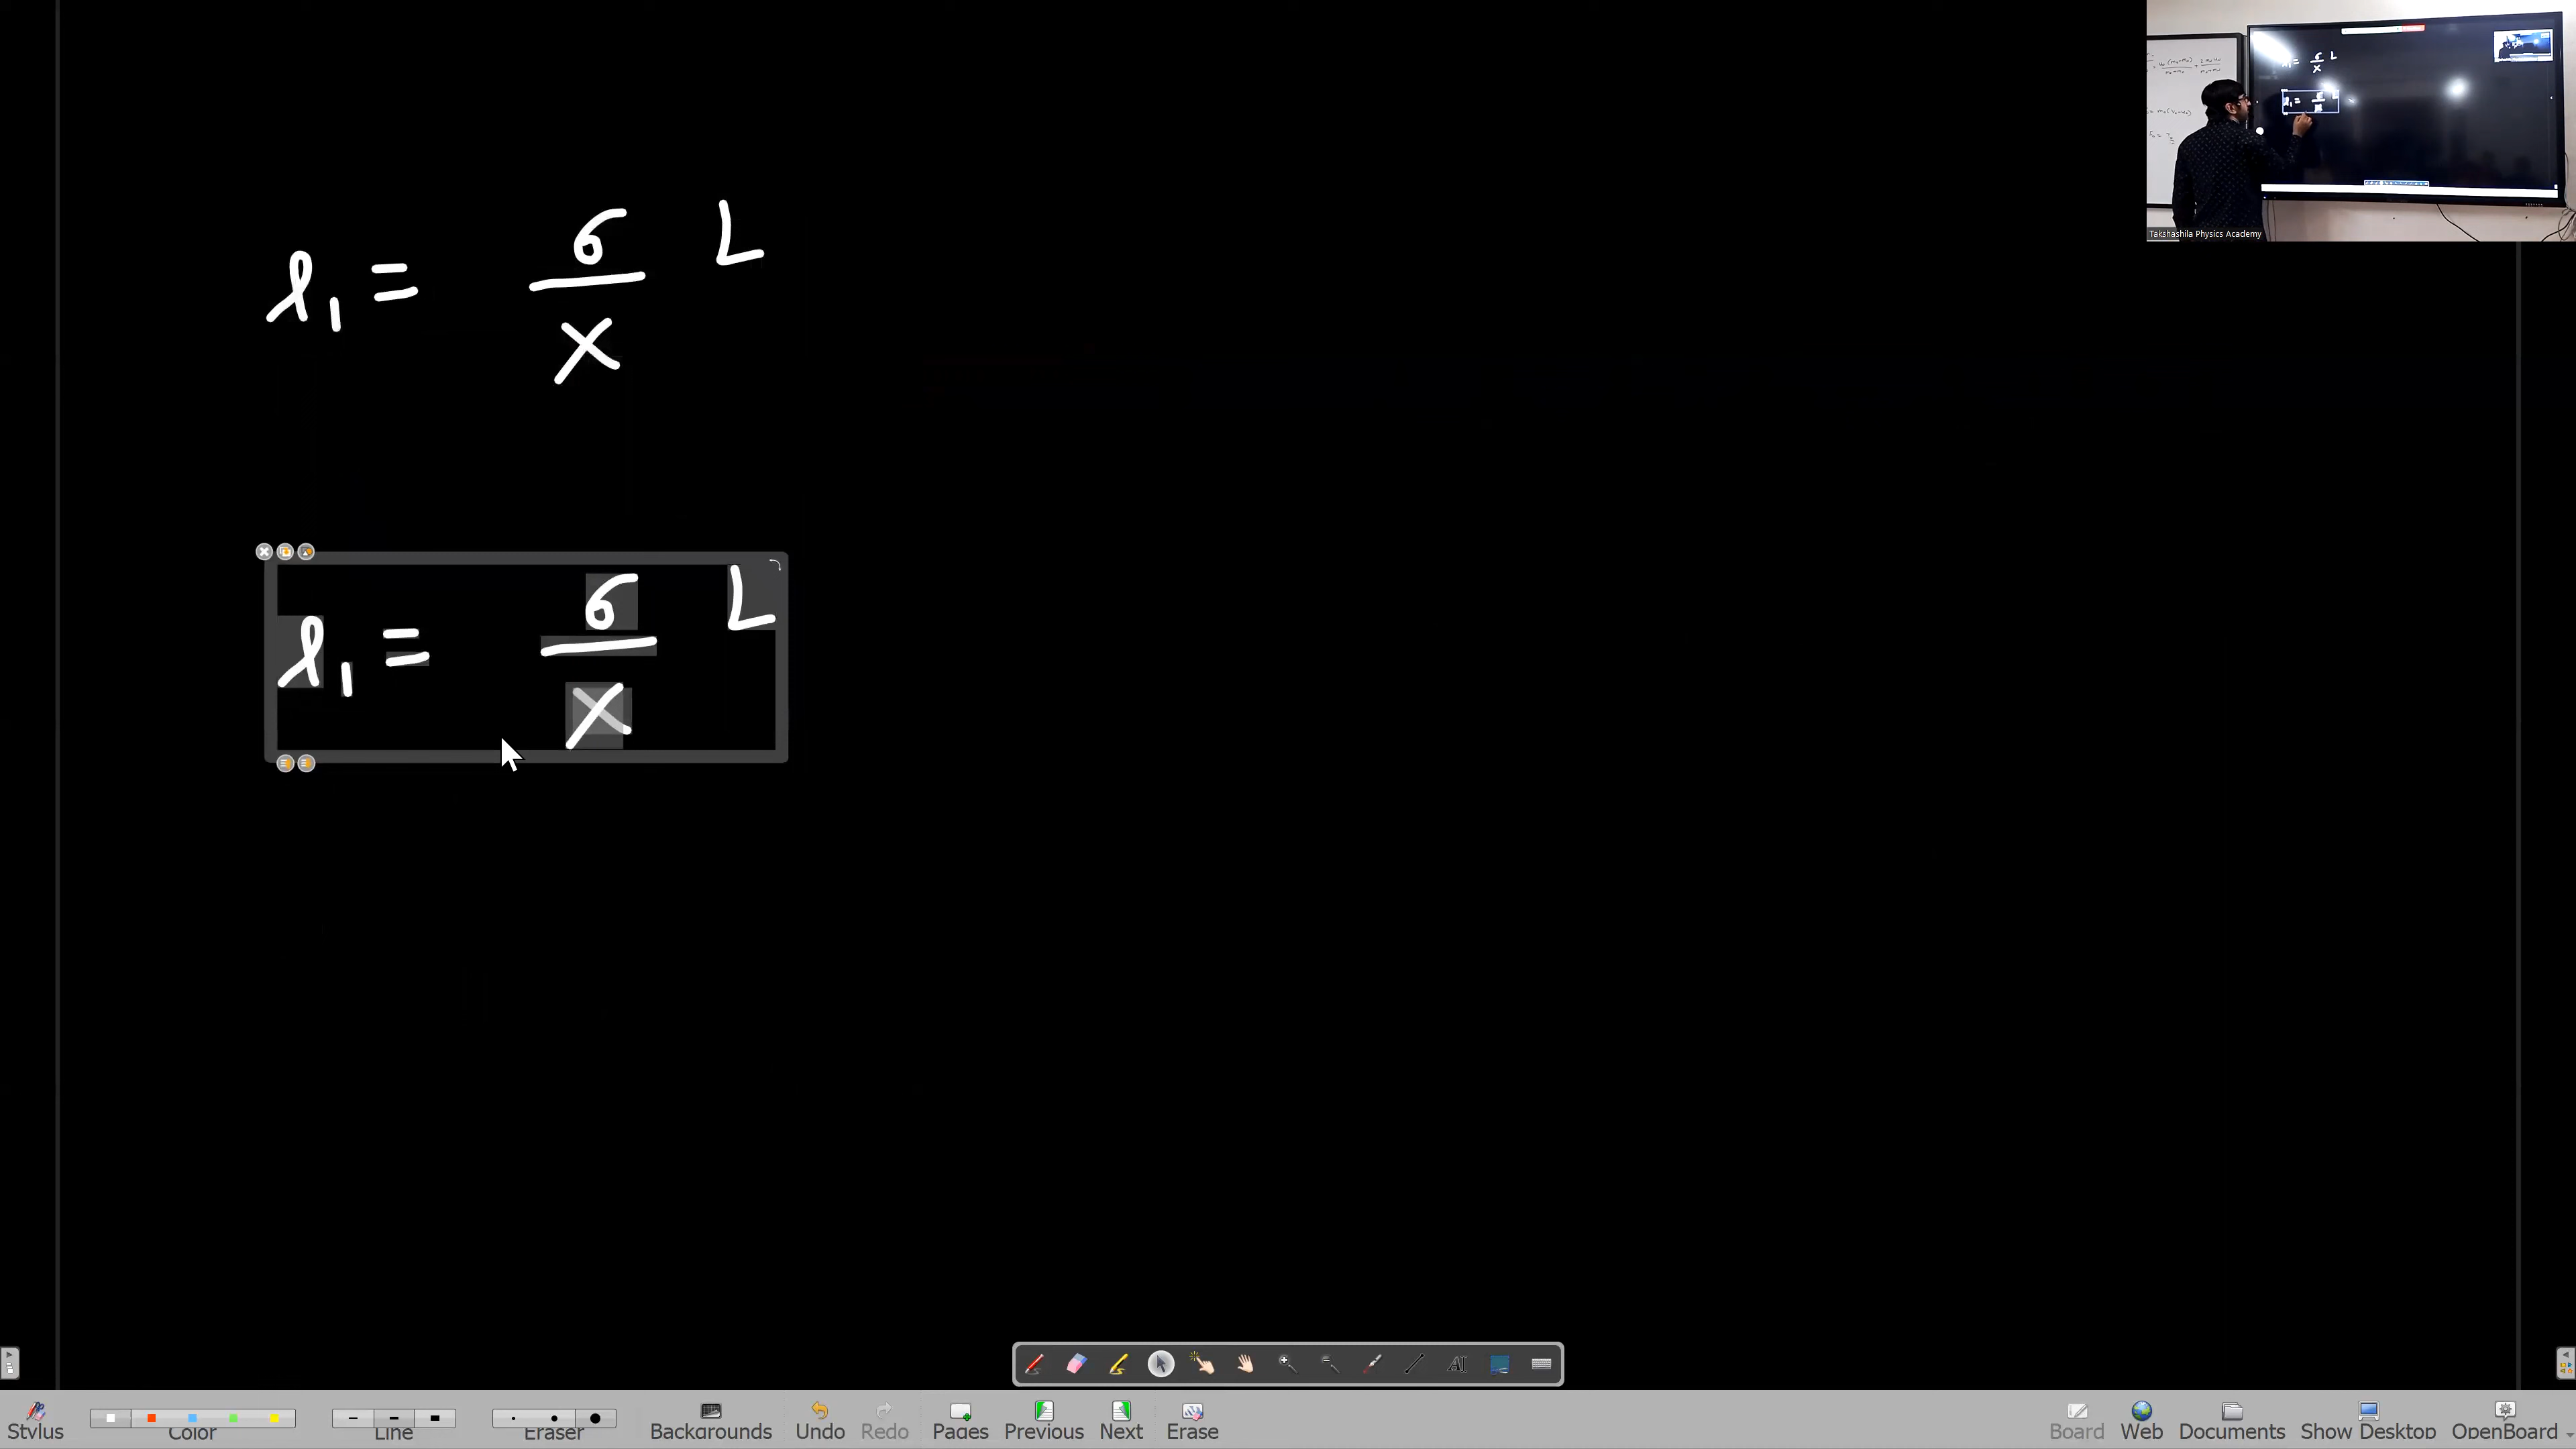 l₁ = 6/x L
l₁ = 6/x L
Takshashila Physics Academy
Stylus Color Line Eraser Backgrounds Undo Redo Pages Previous Next Erase Board Web Documents Show Desktop OpenBoard